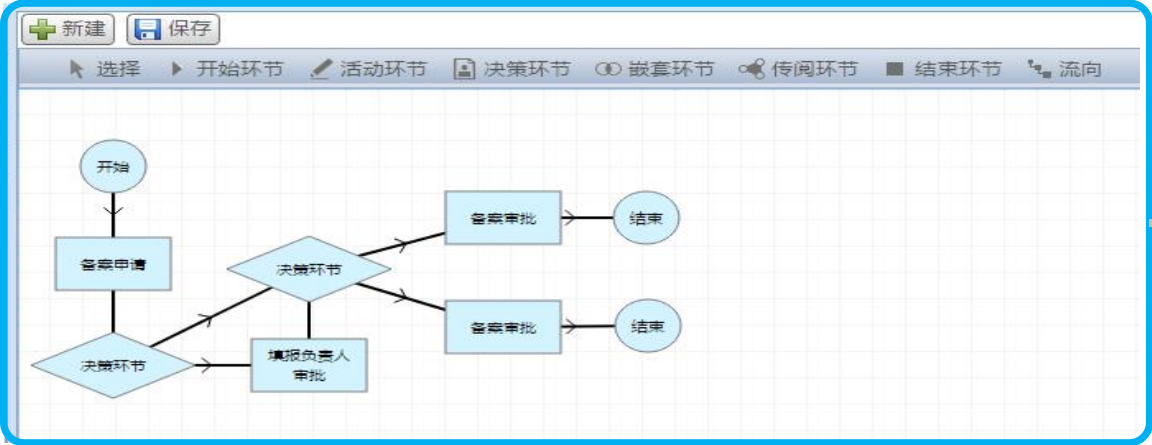 新建 保存
选择 开始环节 活动环节 决策环节 嵌套环节 传阅环节 结束环节 流向
开始
备案申请
决策环节
决策环节
填报负责人
审批
备案审批
结束
备案审批
结束